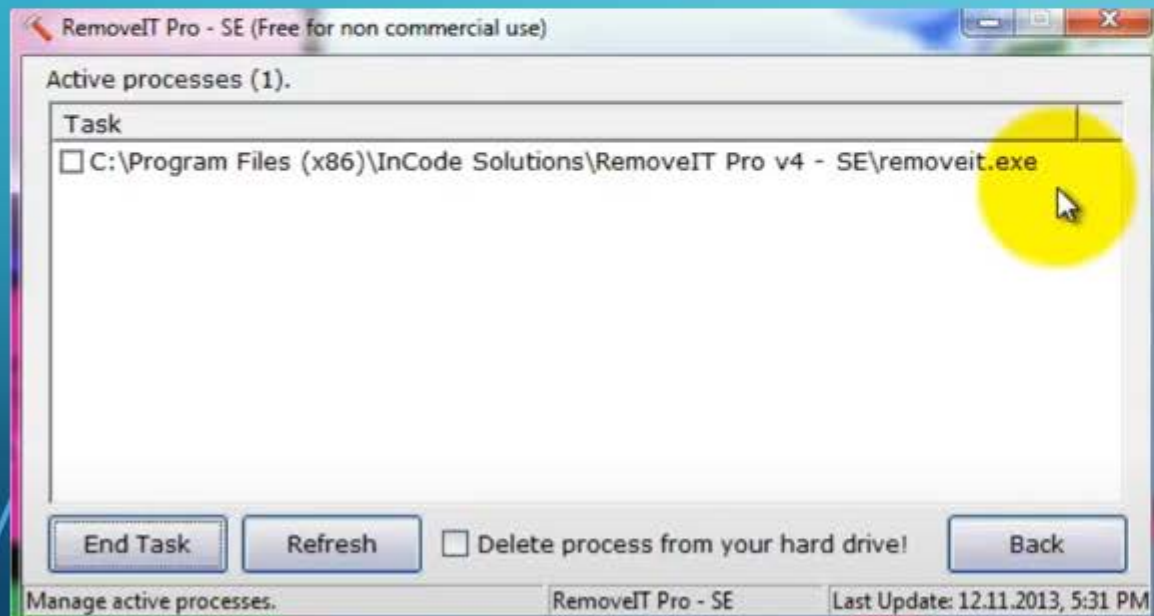 RemoveIT Pro - SE (Free for non commercial use)
Active processes (1).
Task
C:\Program Files (x86)\InCode Solutions\RemoveIT Pro v4 - SE\removeit.exe
End Task
Refresh
Delete process from your hard drive!
Back
Manage active processes.
RemoveIT Pro - SE
Last Update: 12.11.2013, 5:31 PM